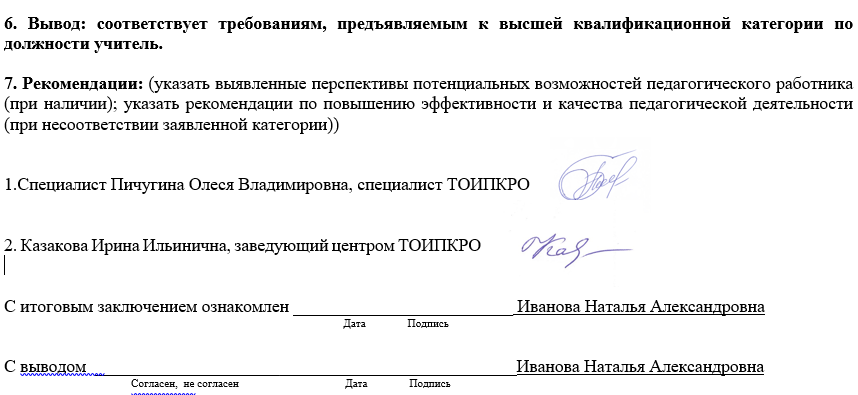 6. Вывод: соответствует требованиям, предъявляемым к высшей квалификационной категории по
должности учитель.
7. Рекомендации: (указать выявленные перспективы потенциальных возможностей педагогического работника
(при наличии); указать рекомендации по повышению эффективности и качества педагогической деятельности
(при несоответствии заявленной категории))
1.Специалист Пичугина Олеся Владимировна, специалист ТОИПКРО
2. Казакова Ирина Ильинична, заведующий центром ТОИПКРО
С итоговым заключением ознакомлен __________________________ Иванова Наталья Александровна
Дата Подпись
С выводом __________________________________________________Иванова Наталья Александровна
Согласен, не согласен Дата Подпись